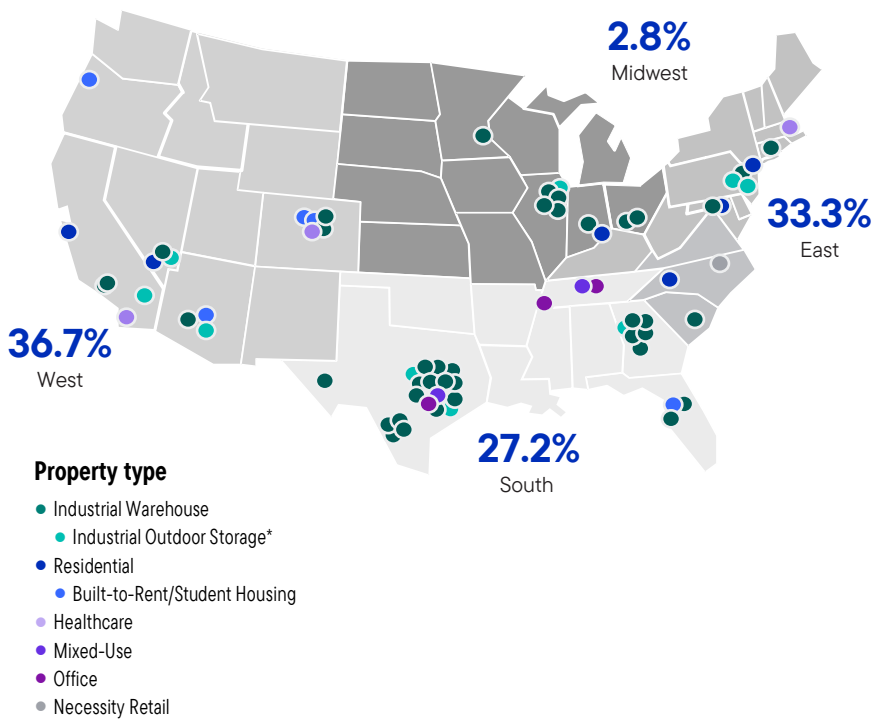 2.8%
Midwest
33.3%
East
36.7%
West
27.2%
South
Property type
Industrial Warehouse
Industrial Outdoor Storage*
Residential
Built-to-Rent/Student Housing
Healthcare
Mixed-Use
Office
Necessity Retail